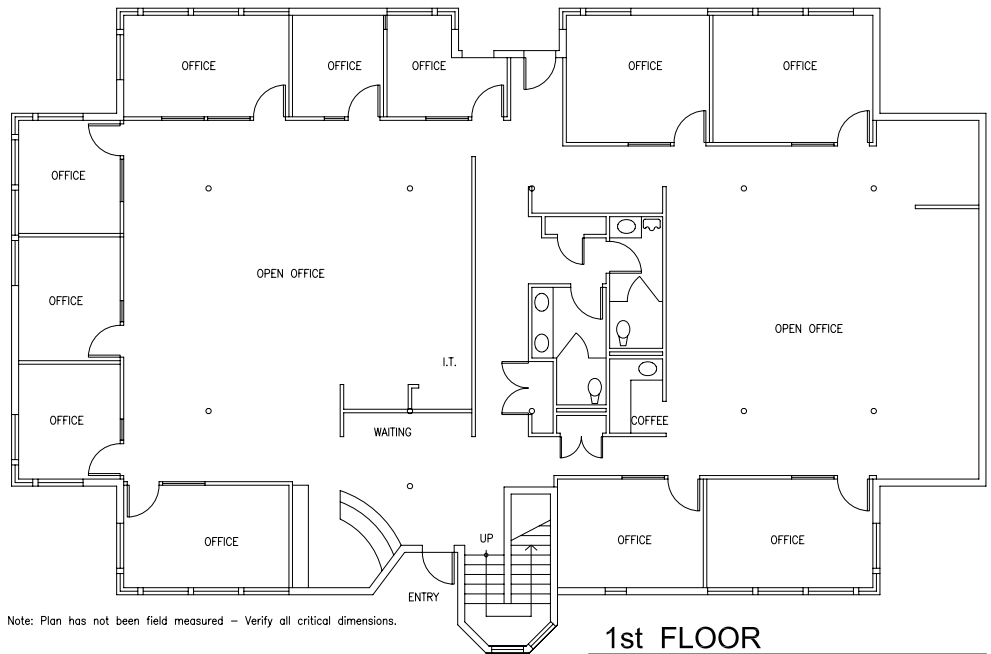 OFFICE
OFFICE
OFFICE
OFFICE
OFFICE
OFFICE
OPEN OFFICE
OFFICE
OPEN OFFICE
I.T.
OFFICE
WAITING
COFFEE
OFFICE
UP
OFFICE
OFFICE
ENTRY
Note: Plan has not been field measured – Verify all critical dimensions.
1st FLOOR